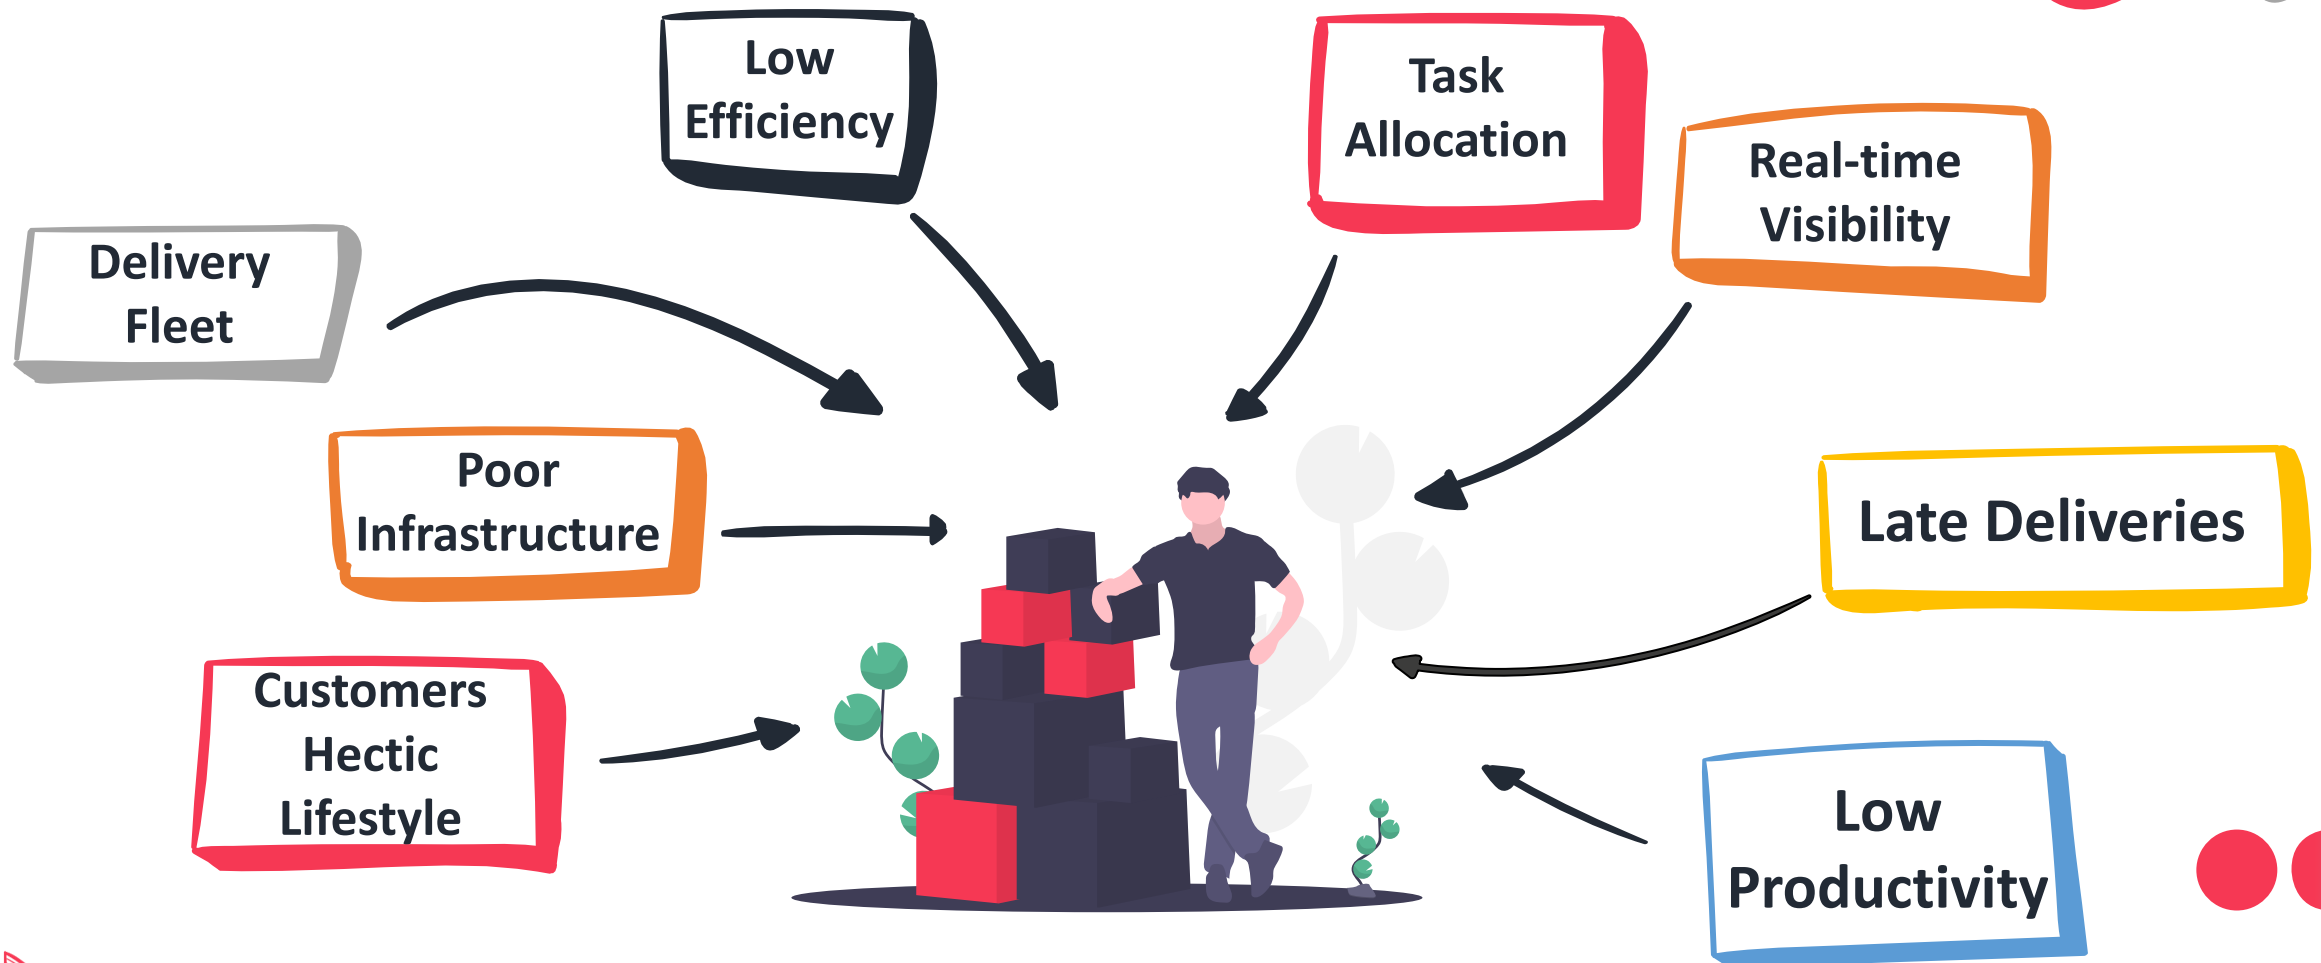 Low
Efficiency
Task
Allocation
Real-time
Visibility
Delivery
Fleet
Poor
Infrastructure
Late Deliveries
Customers
Hectic
Lifestyle
Low
Productivity